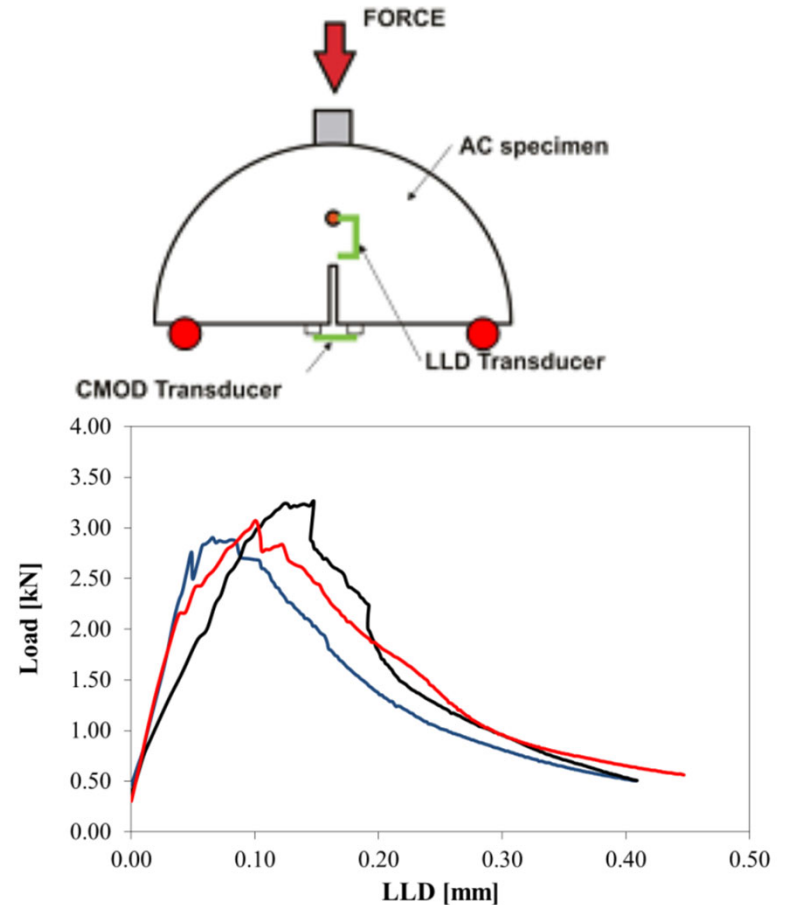 FORCE
AC specimen
LLD Transducer
CMOD Transducer
4.00
3.50
3.00
2.50
2.00
1.50
1.00
0.50
0.00
Load [kN]
0.00 0.10 0.20 0.30 0.40 0.50
LLD [mm]